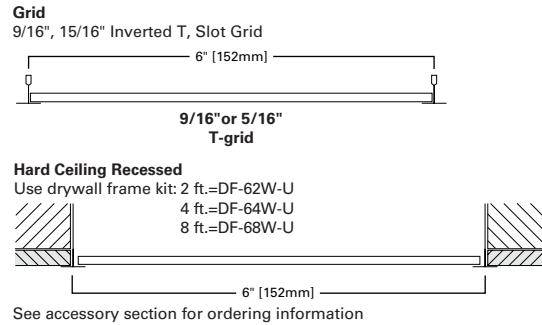 Grid
9/16", 15/16" Inverted T, Slot Grid
6" [152mm]
9/16"or 5/16"
T-grid
Hard Ceiling Recessed
Use drywall frame kit: 2 ft.=DF-62W-U
4 ft.=DF-64W-U
8 ft.=DF-68W-U
6" [152mm]
See accessory section for ordering information